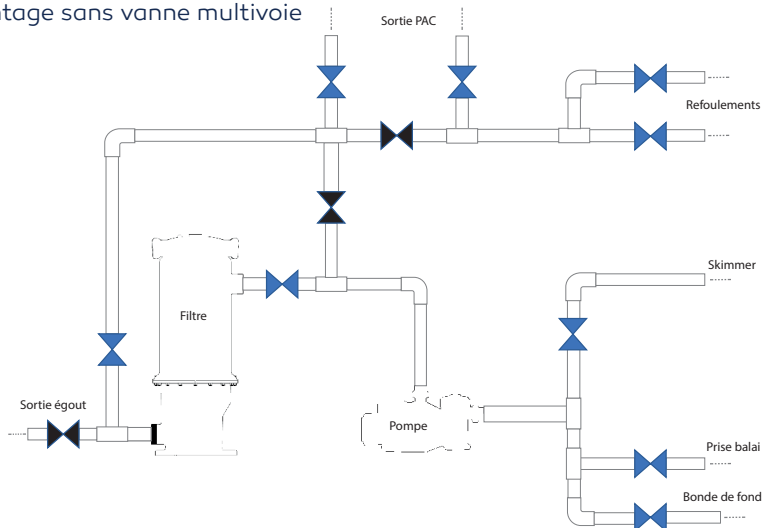 tage sans vanne multivoie
Sortie PAC
Refoulements
Skimmer
Filtre
Sortie égout
Pompe
Prise balai
Bonde de fond